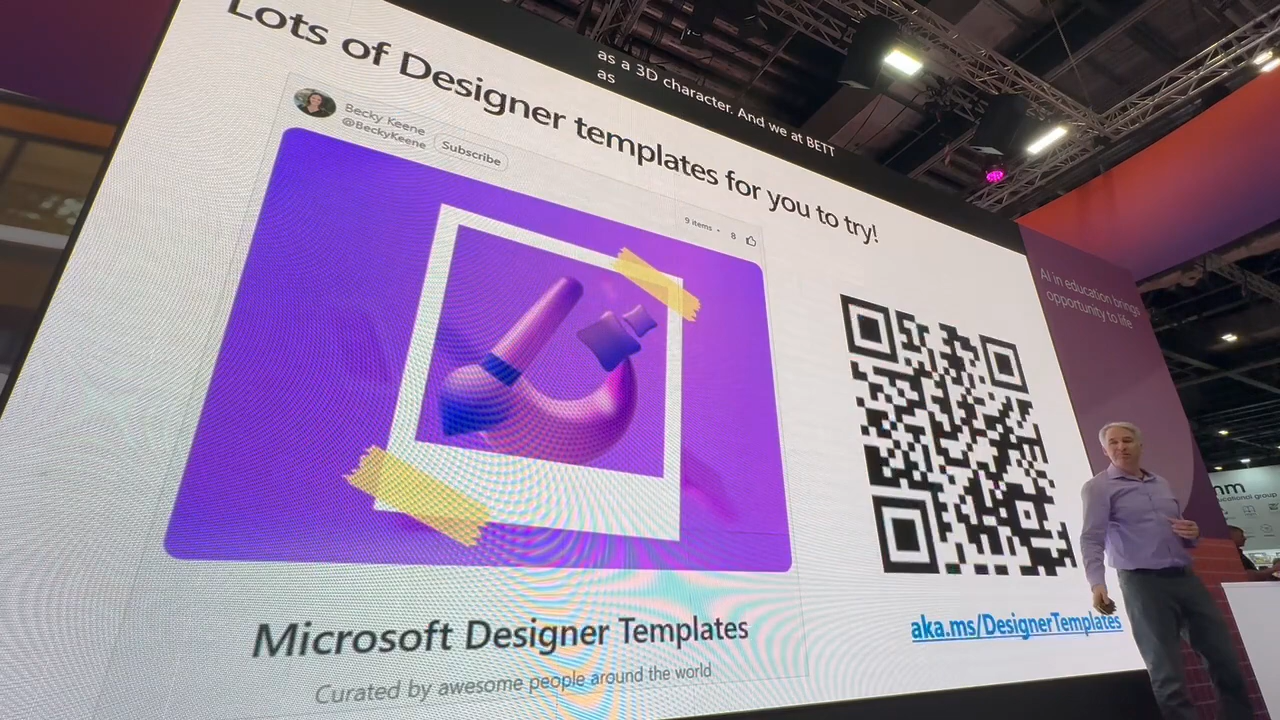 as a 3D character. And we at BETT
as
Lots of Designer templates for you to try!
Becky Keene
@BeckyKeene
Subscribe
9 items •
8
Microsoft Designer Templates
Curated by awesome people around the world
aka.ms/DesignerTemplates
AI in education brings
opportunity to life